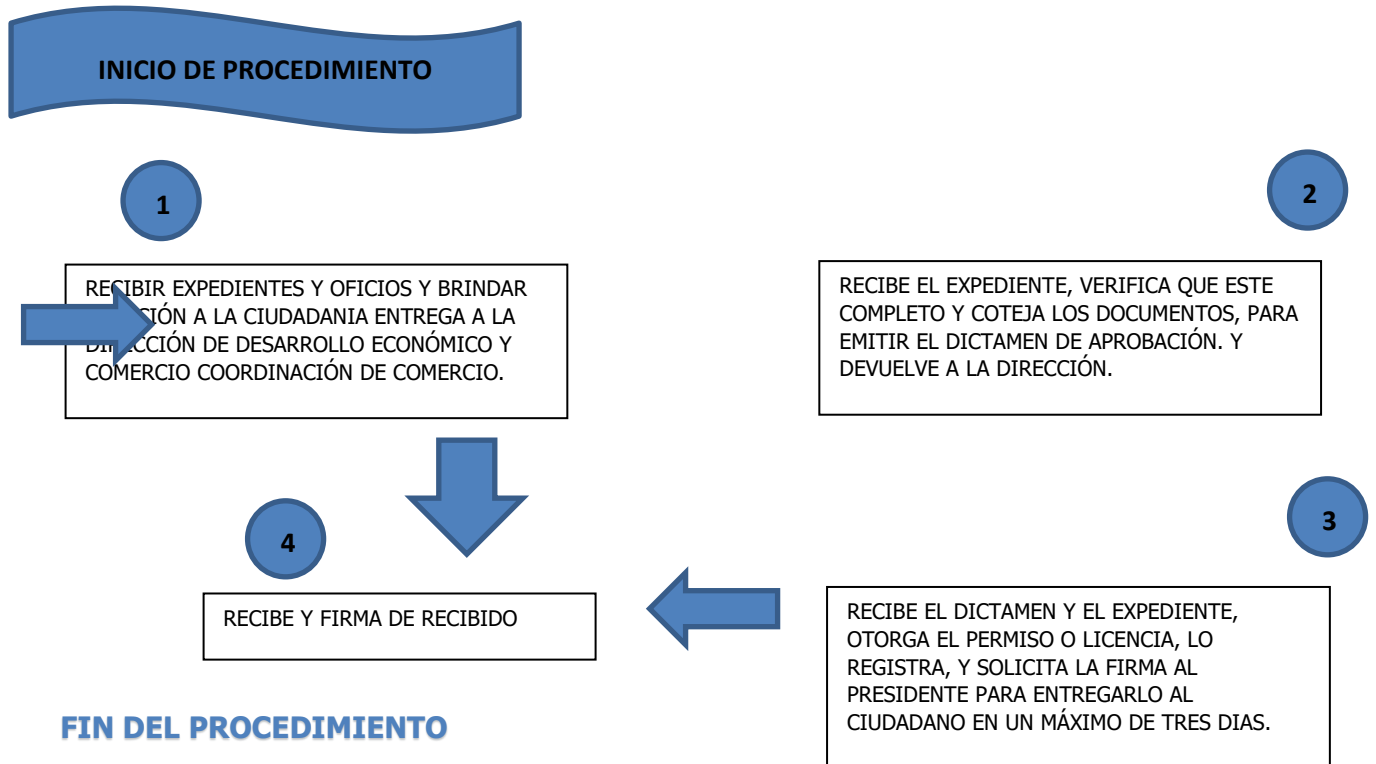 INICIO DE PROCEDIMIENTO
1
RECIBIR EXPEDIENTES Y OFICIOS Y BRINDAR
CIÓN A LA CIUDADANIA ENTREGA A LA
DIRECCIÓN DE DESARROLLO ECONÓMICO Y
COMERCIO COORDINACIÓN DE COMERCIO.
2
RECIBE EL EXPEDIENTE, VERIFICA QUE ESTE
COMPLETO Y COTEJA LOS DOCUMENTOS, PARA
EMITIR EL DICTAMEN DE APROBACIÓN. Y
DEVUELVE A LA DIRECCIÓN.
3
RECIBE EL DICTAMEN Y EL EXPEDIENTE,
OTORGA EL PERMISO O LICENCIA, LO
REGISTRA, Y SOLICITA LA FIRMA AL
PRESIDENTE PARA ENTREGARLO AL
CIUDADANO EN UN MÁXIMO DE TRES DIAS.
4
RECIBE Y FIRMA DE RECIBIDO
FIN DEL PROCEDIMIENTO